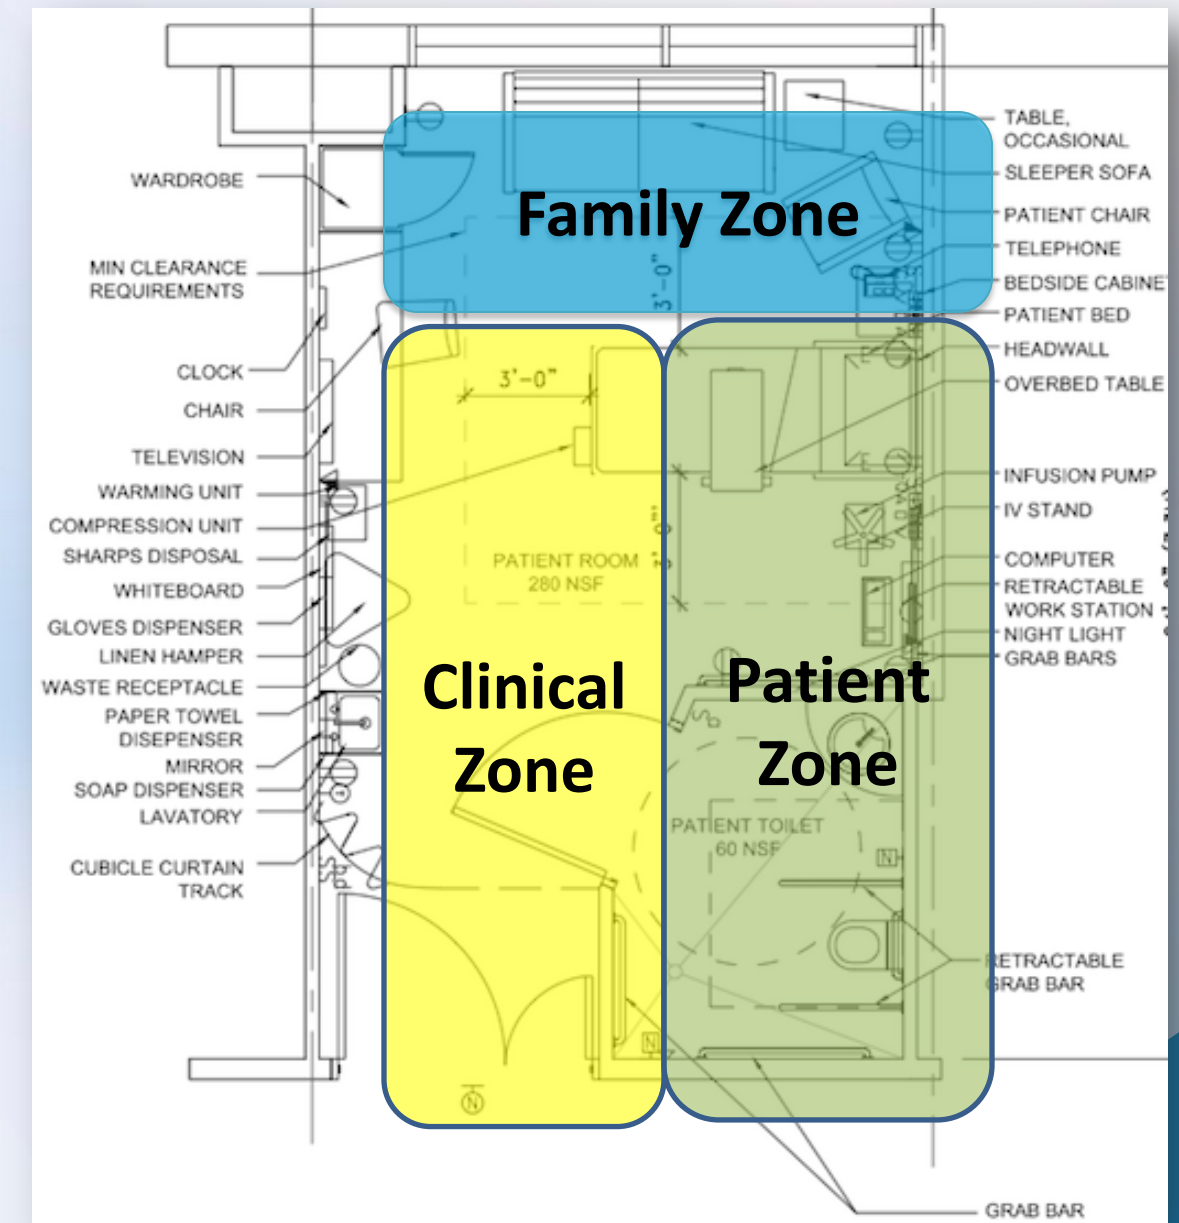 TABLE,
OCCASIONAL
SLEEPER SOFA
PATIENT CHAIR
TELEPHONE
BEDSIDE CABINE
PATIENT BED
HEADWALL
OVERBED TABLE
INFUSION PUMP
IV STAND
COMPUTER
RETRACTABLE
WORK STATION
NIGHT LIGHT
GRAB BARS
RETRACTABLE
GRAB BAR
GRAB BAR
WARDROBE
MIN CLEARANCE
REQUIREMENTS
CLOCK
CHAIR
TELEVISION
WARMING UNIT
COMPRESSION UNIT
SHARPS DISPOSAL
WHITEBOARD
GLOVES DISPENSER
LINEN HAMPER
WASTE RECEPTACLE
PAPER TOWEL
DISEPENSER
MIRROR
SOAP DISPENSER
LAVATORY
CUBICLE CURTAIN
TRACK
Family Zone
3'-0"
3'-0"
3'-0"
PATIENT ROOM
280 NSF
Clinical
Zone
Patient
Zone
PATIENT TOILET
60 NSF
N
N
N